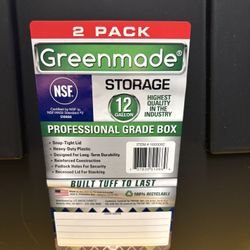 2 PACK
Greenmade®
NSF
STORAGE
12
GALLON
HIGHEST
QUALITY IN THE
INDUSTRY
PROFESSIONAL GRADE BOX
• Snap-Tight Lid
• Heavy-Duty Plastic
• Designed For Long-Term Durability
• Reinforced Construction
• Padlock Holes For Security
• Recessed Lid For Stacking
BUILT TUFF TO LAST
100% RECYCLABLE